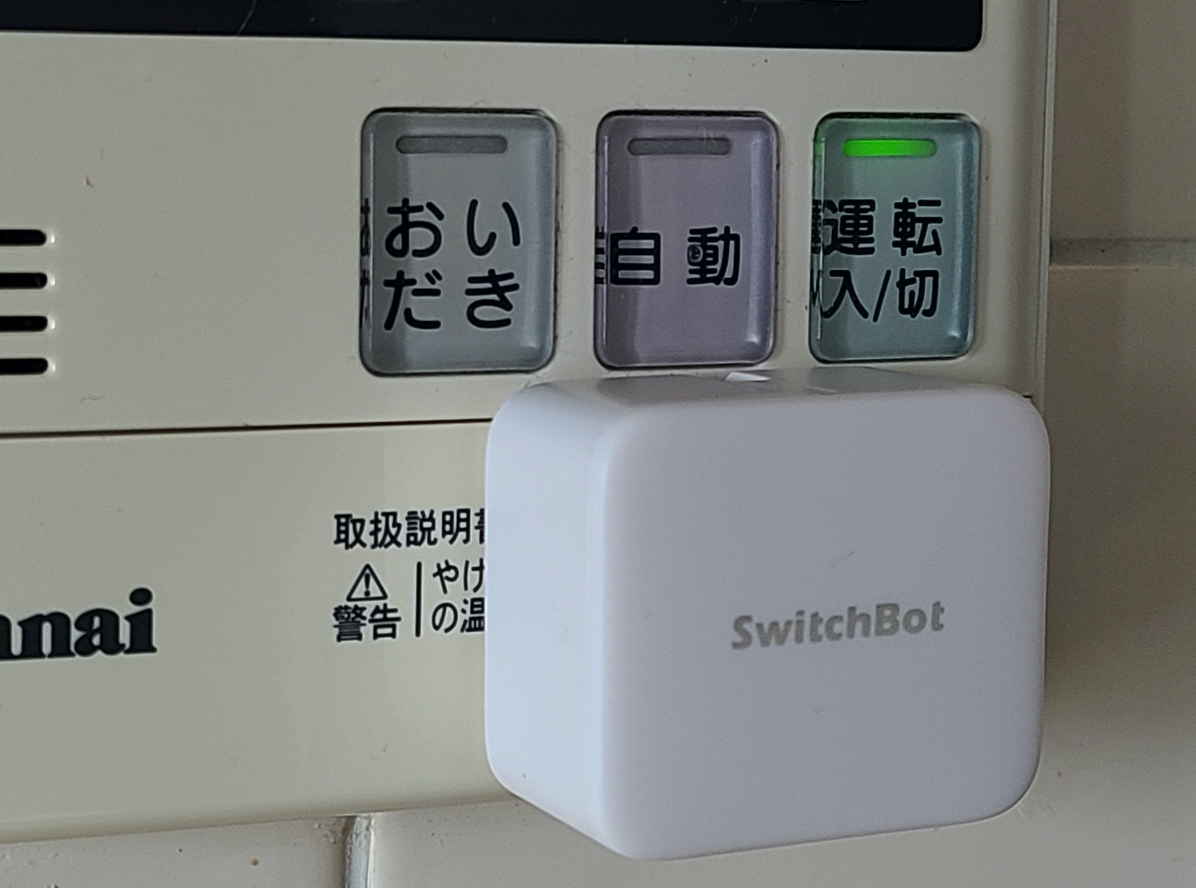 おい
だき
自動
運転
入/切
取扱説明
警告
やけ
の温
nai
SwitchBot